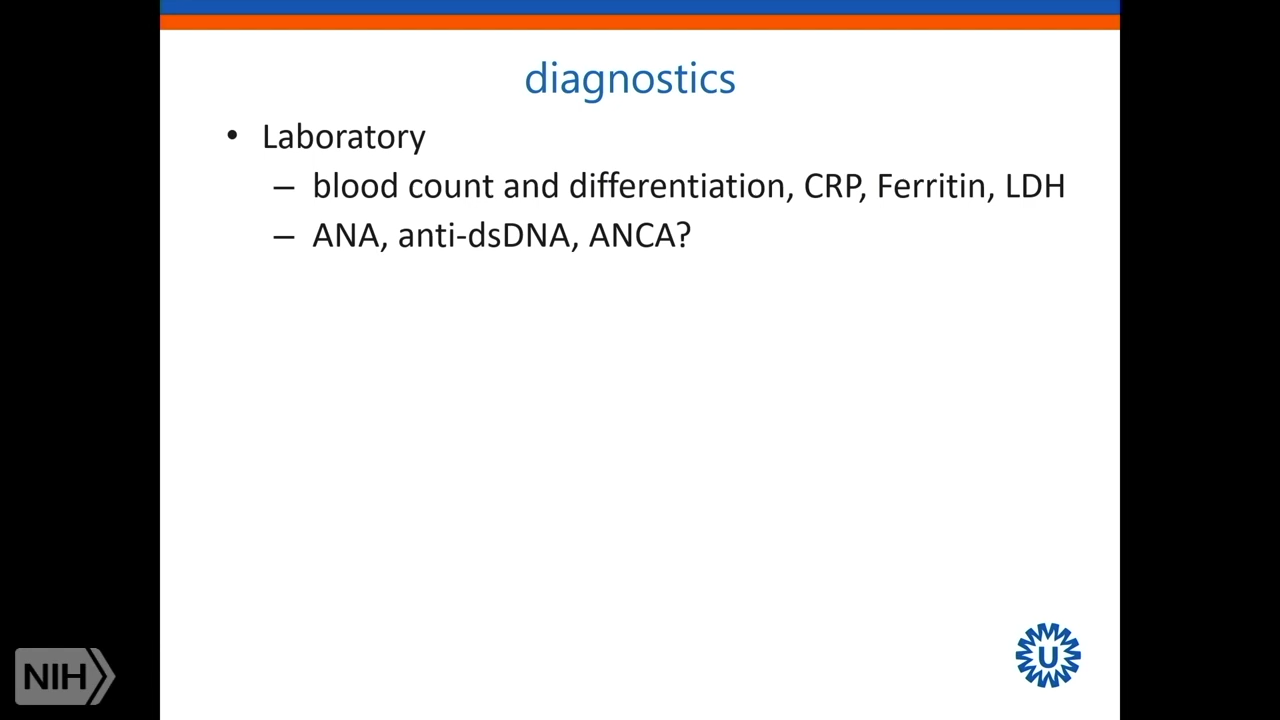 diagnostics
• Laboratory
– blood count and differentiation, CRP, Ferritin, LDH
– ANA, anti-dsDNA, ANCA?
U
NIH